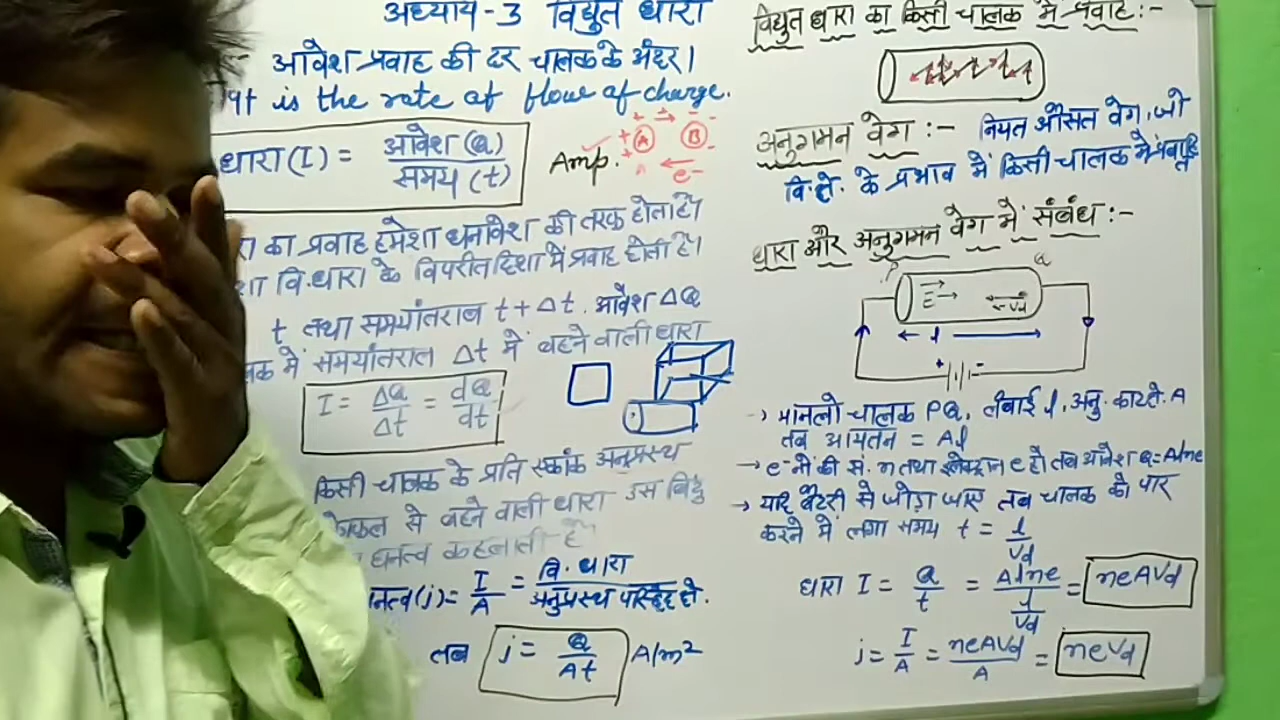 अध्याय-3 विद्युत धारा
आवेश प्रवाह की दर चालक के अंदर।
It is the rate of flow of charge.
धारा (I) = आवेश (Q) / समय (t)
Amp.
+ → -
A B
← e-
का प्रवाह हमेशा धनावेश की तरफ होता है।
वि.धारा के विपरीत दिशा में प्रवाह होता है।
t तथा समयांतराल t + Δt. आवेश ΔQ
में समयांतराल Δt में बहने वाली धारा
I = ΔQ/Δt = dQ/dt
किसी चालक के प्रति एकांक अनुप्रस्थ
से बहने वाली धारा उस बिंदु
घनत्व कहलाती है
(j) = I/A = वि. धारा / अनुप्रस्थ परिच्छेद क्षे.
तब j = Q/At A/m²
विद्युत धारा का किसी चालक में प्रवाह :-
अनुगमन वेग :- नियत औसत वेग, जो
वि.क्षे. के प्रभाव में किसी चालक में
धारा और अनुगमन वेग में संबंध :-
P Q
E → ← Vd
← l →
+ -
→ मानलो चालक PQ, लंबाई l, अनु. काट क्षे. A
तब आयतन = Al
→ e- में की सं. n तथा इलेक्ट्रान e हो तब आवेश Q = Alne
→ यदि बैटरी से जोड़ा जाए तब चालक को पार
करने में लगा समय t = l/Vd
धारा I = Q/t = Alne / l/Vd = neAVd
j = I/A = neAVd/A = neVd